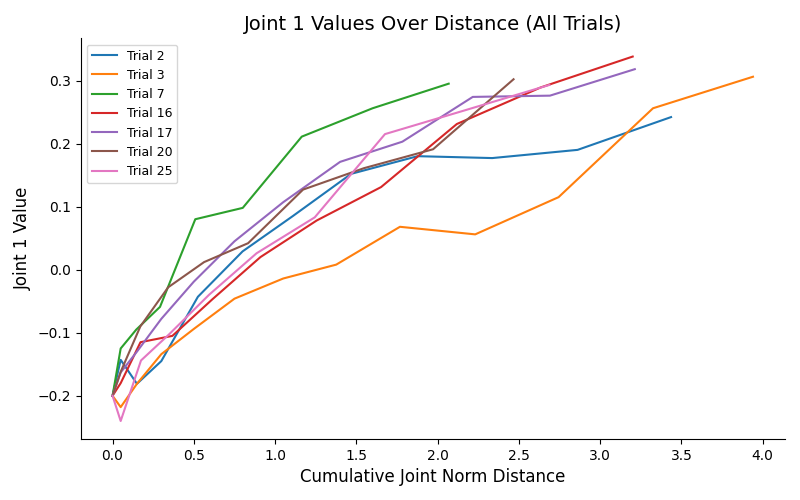 Joint 1 Values Over Distance (All Trials)
Trial 2
Trial 3
Trial 7
Trial 16
Trial 17
Trial 20
Trial 25
Joint 1 Value
0.3
0.2
0.1
0.0
−0.1
−0.2
0.0 0.5 1.0 1.5 2.0 2.5 3.0 3.5 4.0
Cumulative Joint Norm Distance